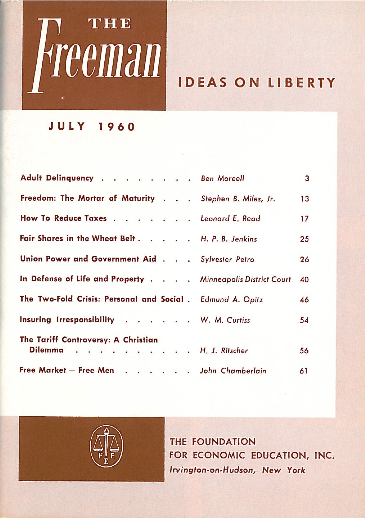 THE
Freeman
IDEAS ON LIBERTY
JULY 1960
Adult Delinquency . . . . . . . . Ben Moreell 3
Freedom: The Mortar of Maturity . . . Stephen B. Miles, Jr. 13
How To Reduce Taxes . . . . . . . Leonard E. Read 17
Fair Shares in the Wheat Belt . . . . . H. P. B. Jenkins 25
Union Power and Government Aid . . . Sylvester Petro 26
In Defense of Life and Property . . . . Minneapolis District Court 40
The Two-Fold Crisis: Personal and Social . Edmund A. Opitz 46
Insuring Irresponsibility . . . . . . W. M. Curtiss 54
The Tariff Controversy: A Christian
Dilemma . . . . . . . . . . H. J. Ritscher 56
Free Market — Free Men . . . . . . John Chamberlain 61
F F
E
THE FOUNDATION
FOR ECONOMIC EDUCATION, INC.
Irvington-on-Hudson, New York